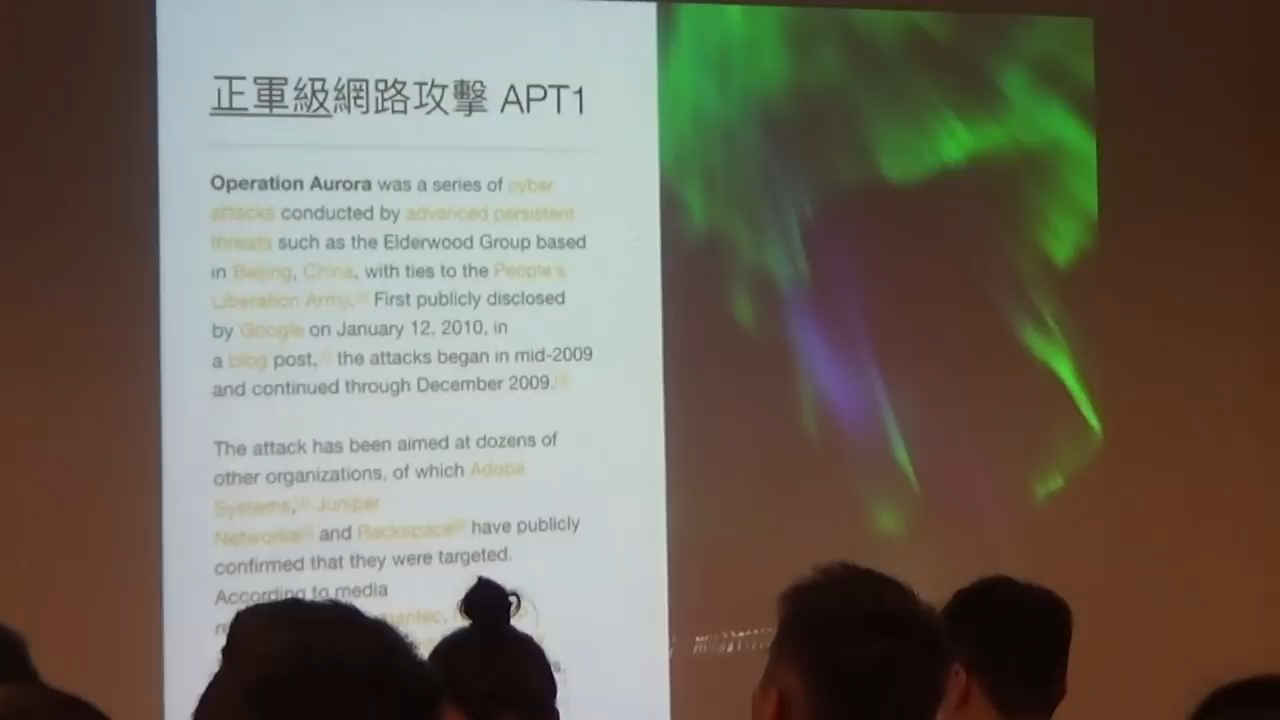 正軍級網路攻擊 APT1
Operation Aurora was a series of cyber
attacks conducted by advanced persistent
threats such as the Elderwood Group based
in Beijing, China, with ties to the People's
Liberation Army. First publicly disclosed
by Google on January 12, 2010, in
a blog post, the attacks began in mid-2009
and continued through December 2009.
The attack has been aimed at dozens of
other organizations, of which Adobe
Systems, Juniper
Networks and Rackspace have publicly
confirmed that they were targeted.
According to media